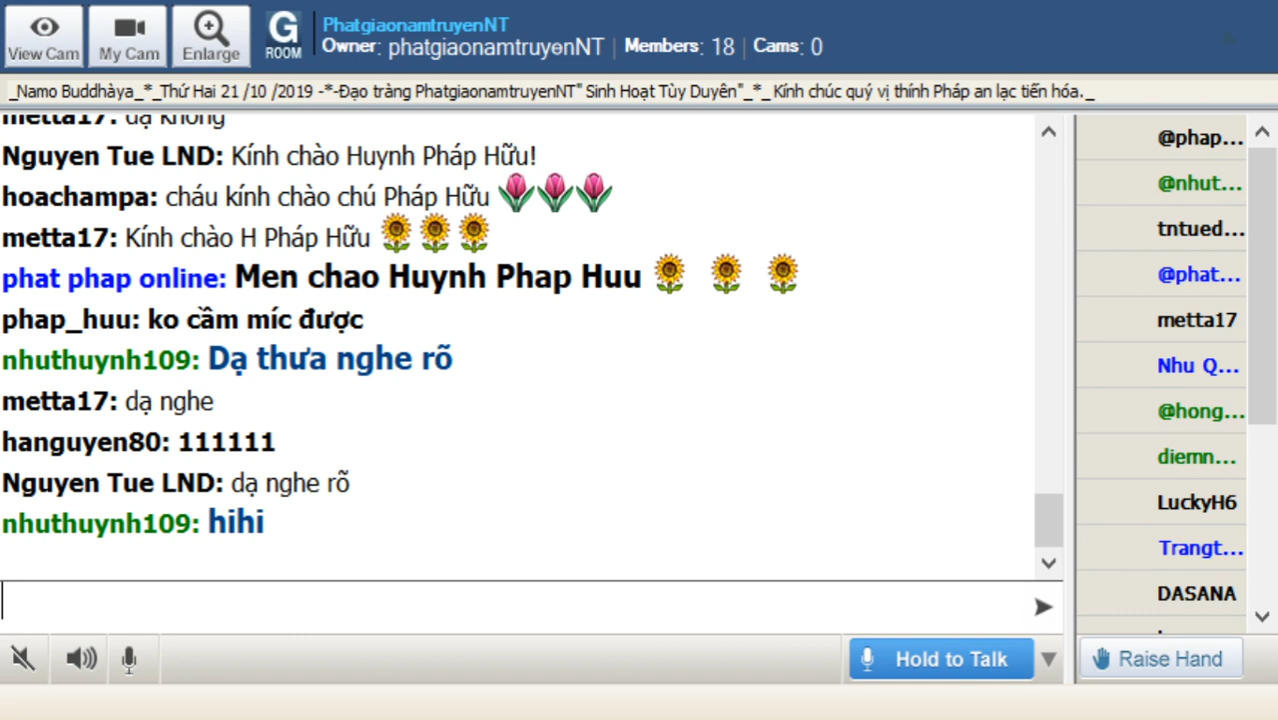 PhatgiaonamtruyenNT
View Cam My Cam Enlarge G ROOM Owner: phatgiaonamtruyenNT | Members: 18 | Cams: 0
_Namo Buddhàya_*_Thứ Hai 21 /10 /2019 -*-Đạo tràng PhatgiaonamtruyenNT" Sinh Hoạt Tùy Duyên"_*_ Kính chúc quý vị thính Pháp an lạc tiến hóa._
metta17: dạ không
Nguyen Tue LND: Kính chào Huynh Pháp Hữu!
hoachampa: cháu kính chào chú Pháp Hữu
metta17: Kính chào H Pháp Hữu
phat phap online: Men chao Huynh Phap Huu
phap_huu: ko cầm míc được
nhuthuynh109: Dạ thưa nghe rõ
metta17: dạ nghe
hanguyen80: 111111
Nguyen Tue LND: dạ nghe rõ
nhuthuynh109: hihi
@phap...
@nhut...
tntued...
@phat...
metta17
Nhu Q...
@hong...
diemn...
LuckyH6
Trangt...
DASANA
Hold to Talk
Raise Hand